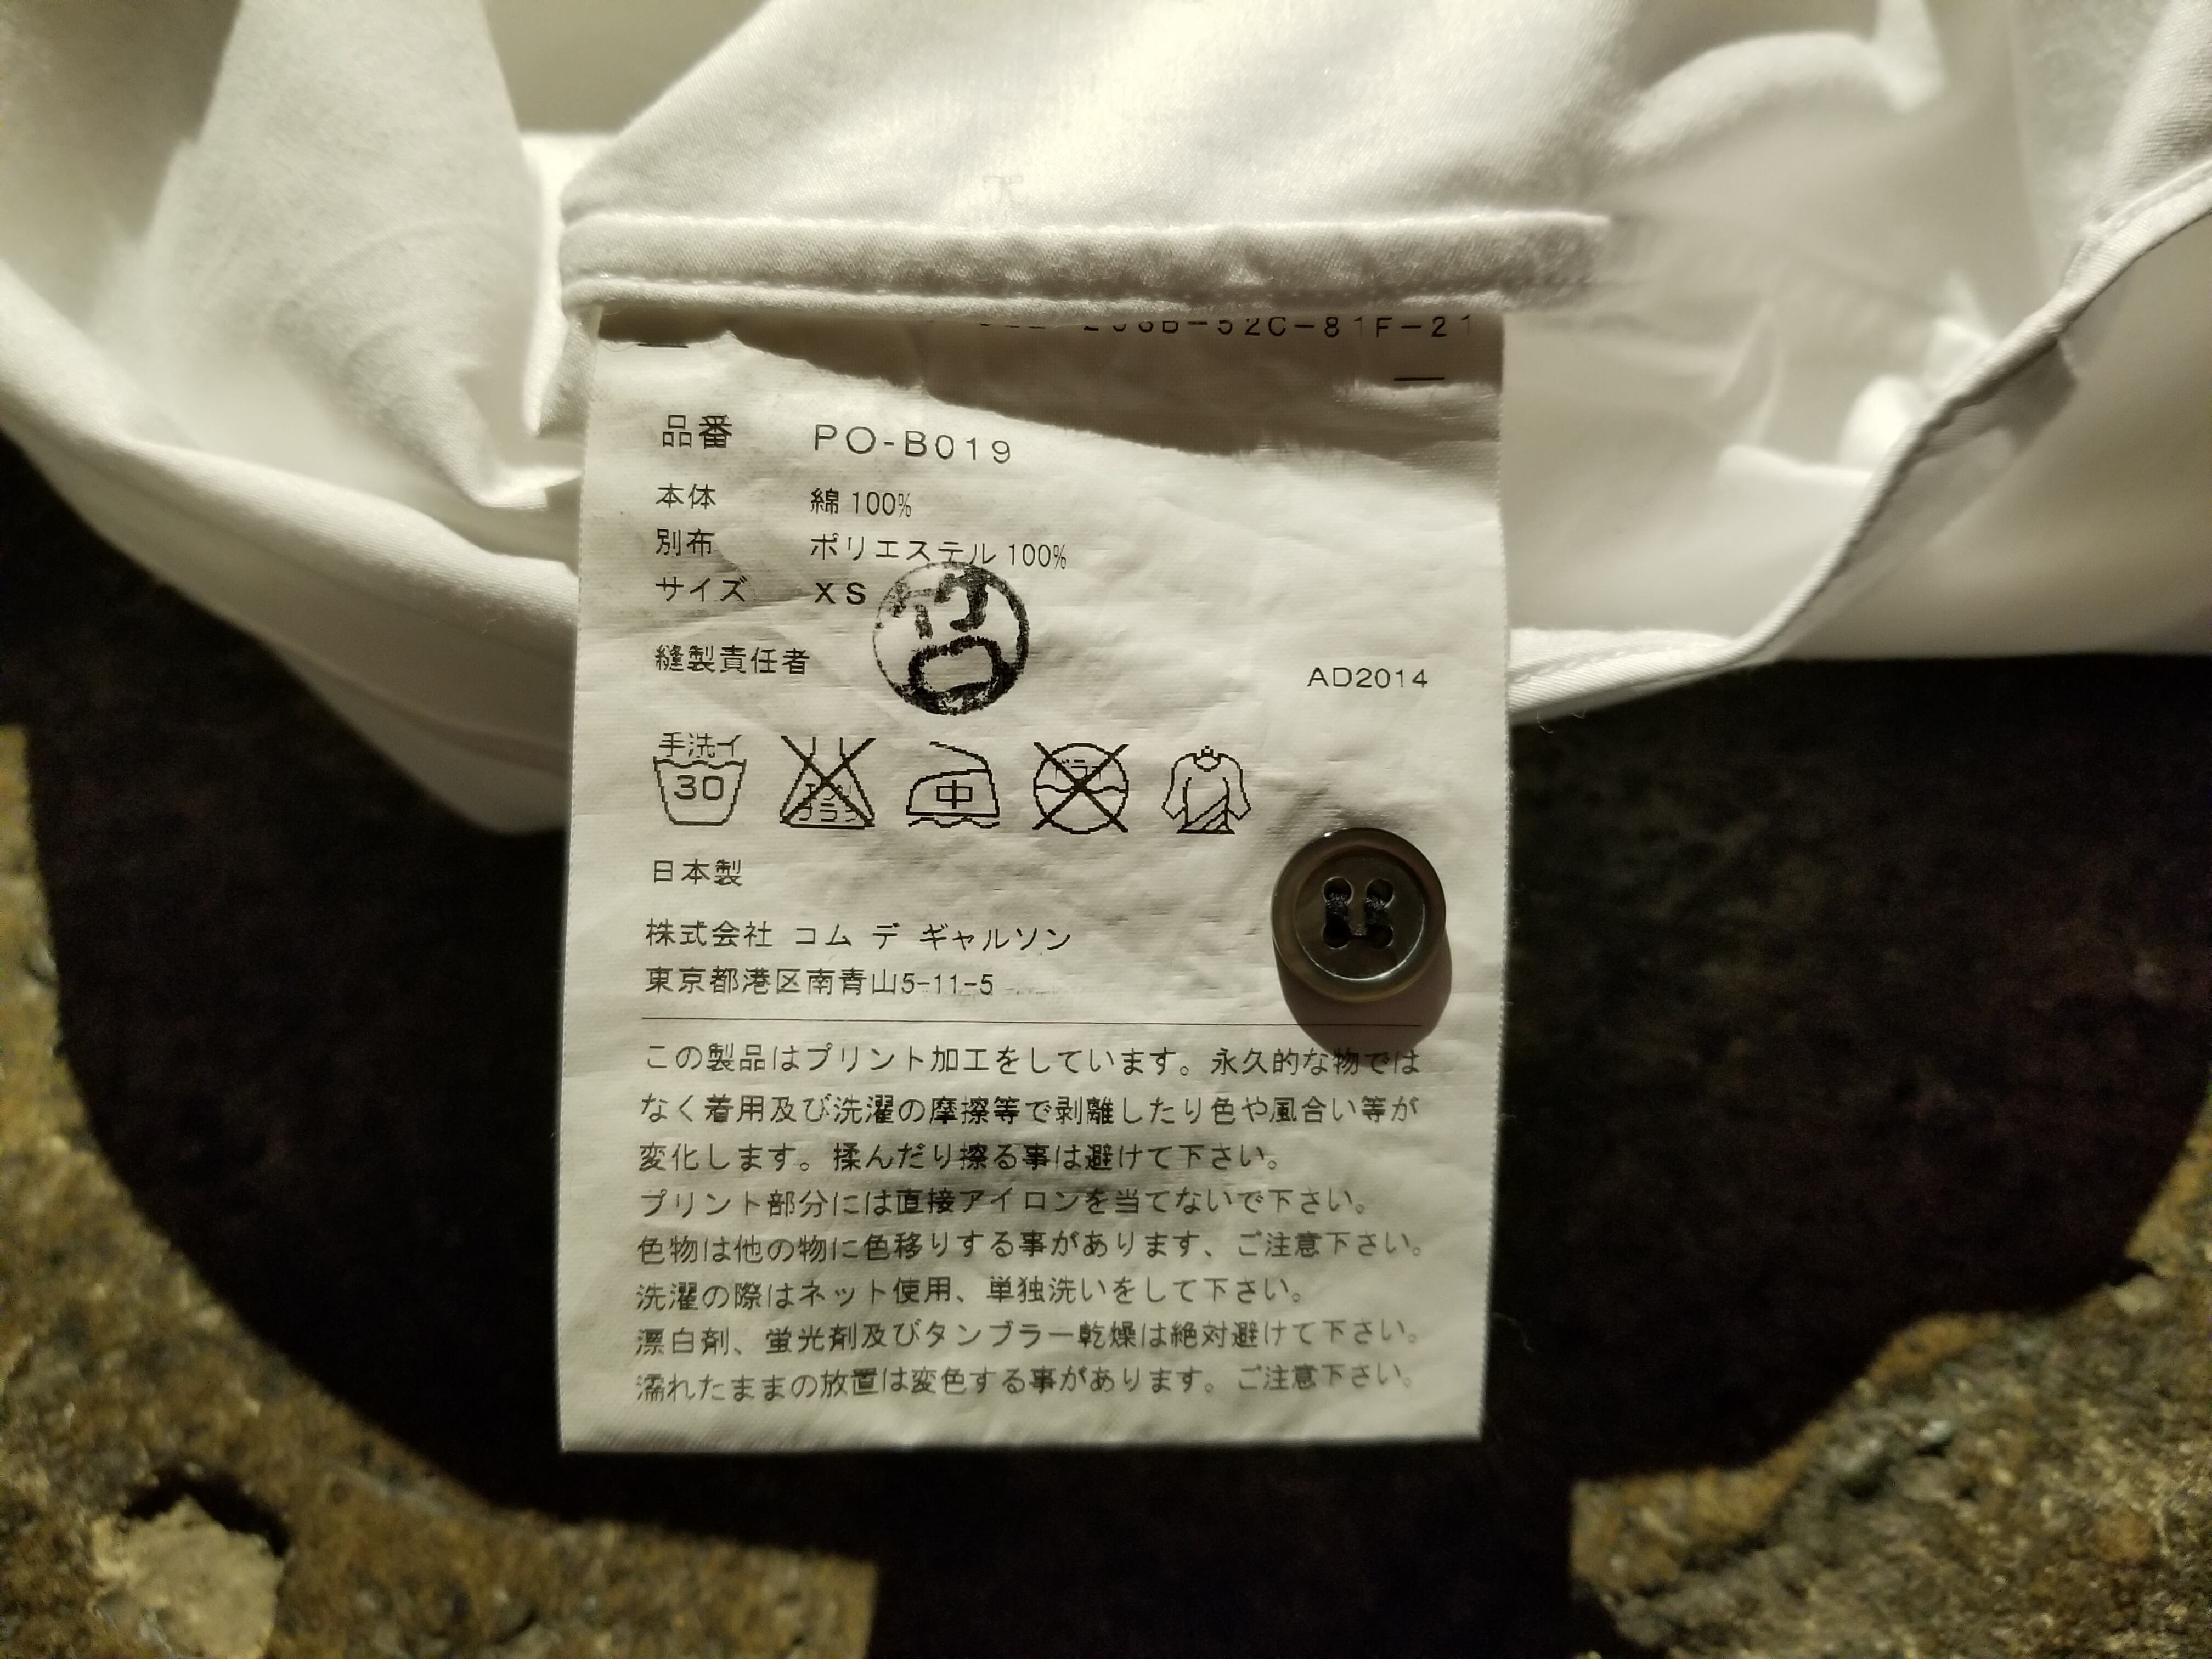 52C-81F-21
品番 PO-B019
本体 綿100%
別布 ポリエステル100%
サイズ XS
縫製責任者
AD2014
手洗イ
30
中
日本製
株式会社 コム デ ギャルソン
東京都港区南青山5-11-5
この製品はプリント加工をしています。永久的な物では
なく着用及び洗濯の摩擦等で剥離したり色や風合い等が
変化します。揉んだり擦る事は避けて下さい。
プリント部分には直接アイロンを当てないで下さい。
色物は他の物に色移りする事があります、ご注意下さい。
洗濯の際はネット使用、単独洗いをして下さい。
漂白剤、蛍光剤及びタンブラー乾燥は絶対避けて下さい。
濡れたままの放置は変色する事があります。ご注意下さい。